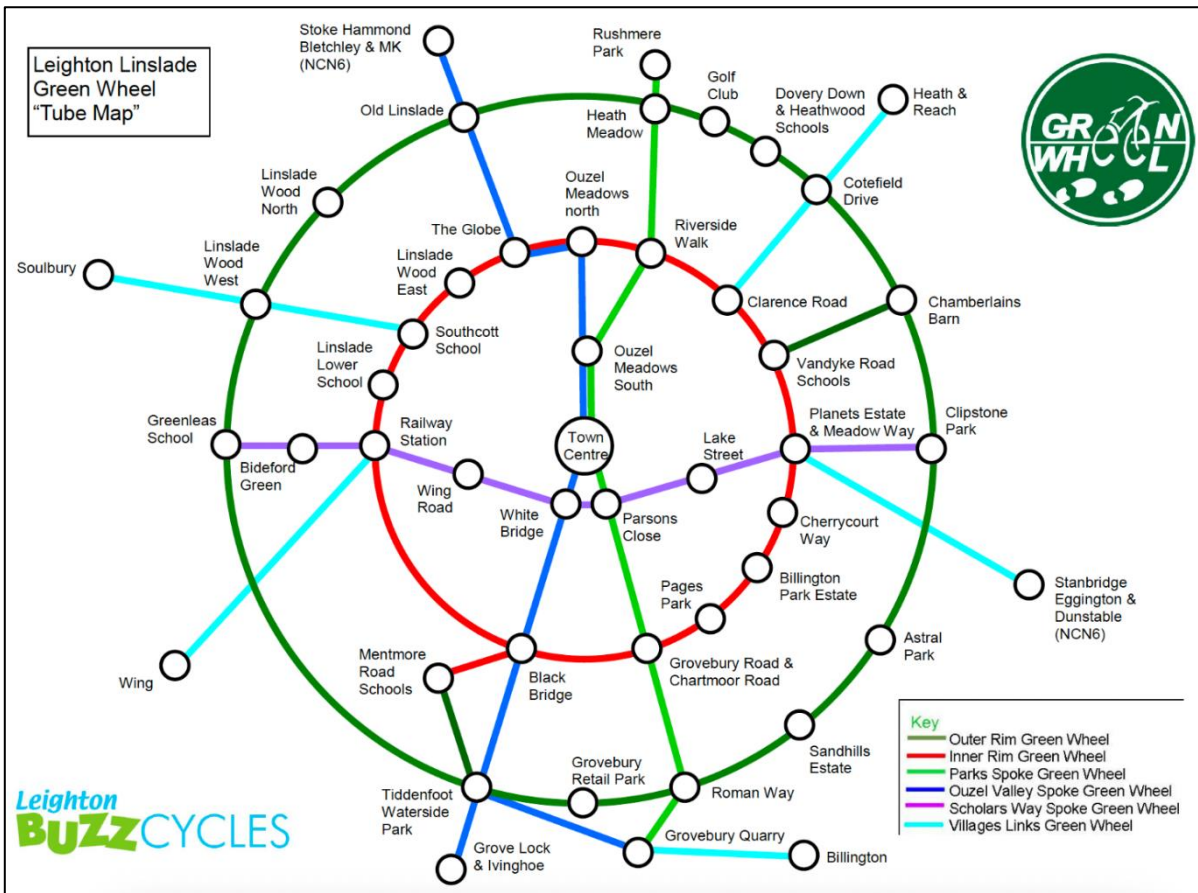 Leighton Linslade
Green Wheel
“Tube Map”
Stoke Hammond
Bletchley & MK
(NCN6)
Rushmere
Park
Golf
Club
Dovery Down
& Heathwood
Schools
Heath &
Reach
GREEN
WHEEL
Old Linslade
Heath
Meadow
Cotefield
Drive
Linslade
Wood
North
Ouzel
Meadows
north
Riverside
Walk
The Globe
Linslade
Wood
West
Soulbury
Linslade
Wood
East
Clarence Road
Chamberlains
Barn
Southcott
School
Linslade
Lower
School
Ouzel
Meadows
South
Vandyke Road
Schools
Greenleas
School
Railway
Station
Planets Estate
& Meadow Way
Clipstone
Park
Town
Centre
Lake
Street
Bideford
Green
Wing
Road
White
Bridge
Parsons
Close
Cherrycourt
Way
Pages
Park
Billington
Park Estate
Stanbridge
Eggington &
Dunstable
(NCN6)
Astral
Park
Mentmore
Road
Schools
Black
Bridge
Grovebury Road &
Chartmoor Road
Wing
Sandhills
Estate
Grovebury
Retail Park
Tiddenfoot
Waterside
Park
Roman Way
Grovebury Quarry
Grove Lock
& Ivinghoe
Billington
Key
Outer Rim Green Wheel
Inner Rim Green Wheel
Parks Spoke Green Wheel
Ouzel Valley Spoke Green Wheel
Scholars Way Spoke Green Wheel
Villages Links Green Wheel
Leighton
BUZZCYCLES